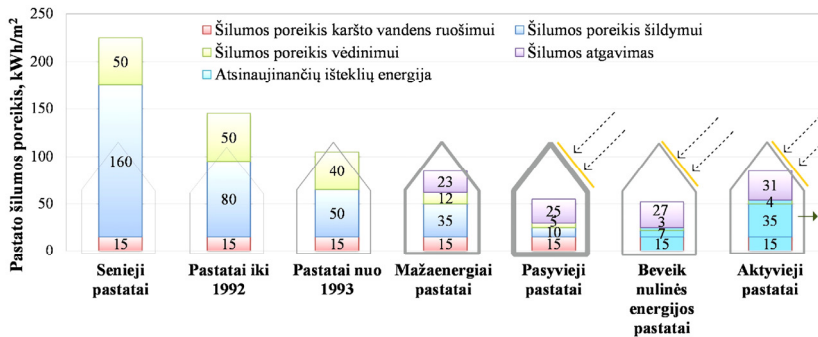 Pastato šilumos poreikis, kWh/m²
250
200
150
100
50
0
Šilumos poreikis karšto vandens ruošimui
Šilumos poreikis šildymui
Šilumos poreikis vėdinimui
Šilumos atgavimas
Atsinaujinančių išteklių energija
50
160
15
50
80
15
40
50
15
23
12
35
15
25
5
10
15
27
3
7
15
31
4
35
15
Senieji
pastatai
Pastatai iki
1992
Pastatai nuo
1993
Mažaenergiai
pastatai
Pasyvieji
pastatai
Beveik
nulinės
energijos
pastatai
Aktyvieji
pastatai